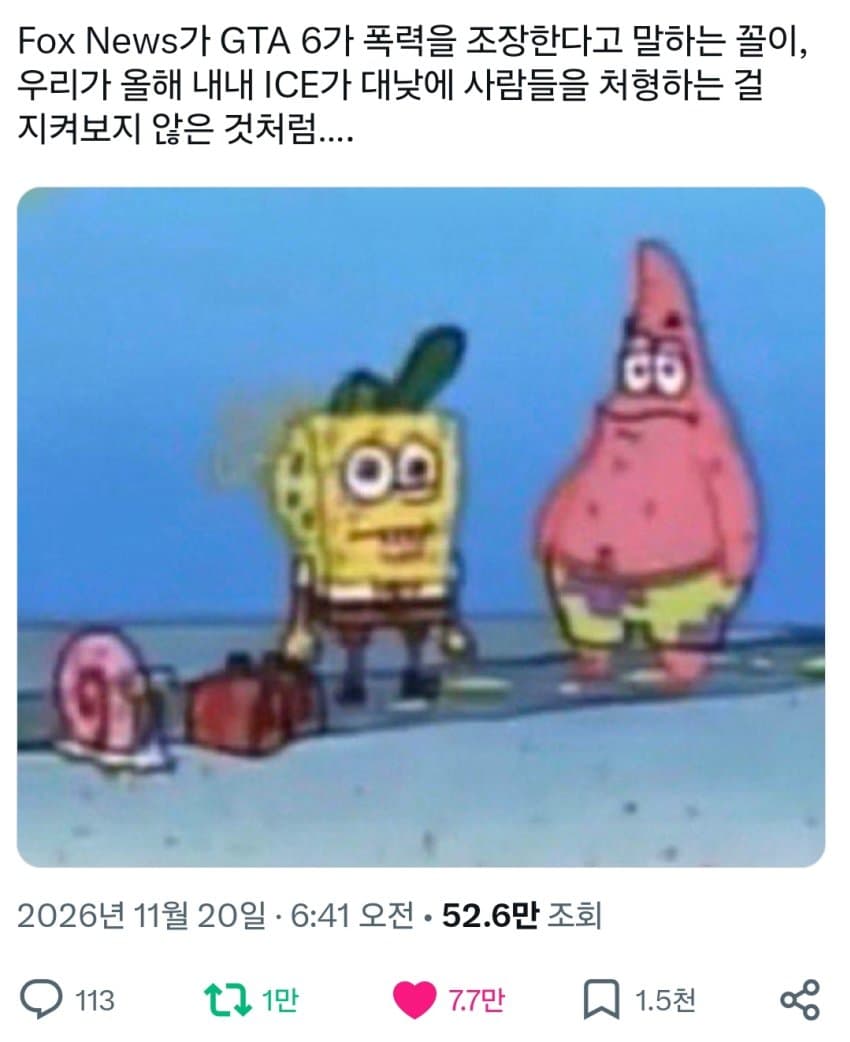 Fox News가 GTA 6가 폭력을 조장한다고 말하는 꼴이,
우리가 올해 내내 ICE가 대낮에 사람들을 처형하는 걸
지켜보지 않은 것처럼....
2026년 11월 20일 · 6:41 오전 • 52.6만 조회
113 1만 7.7만 1.5천